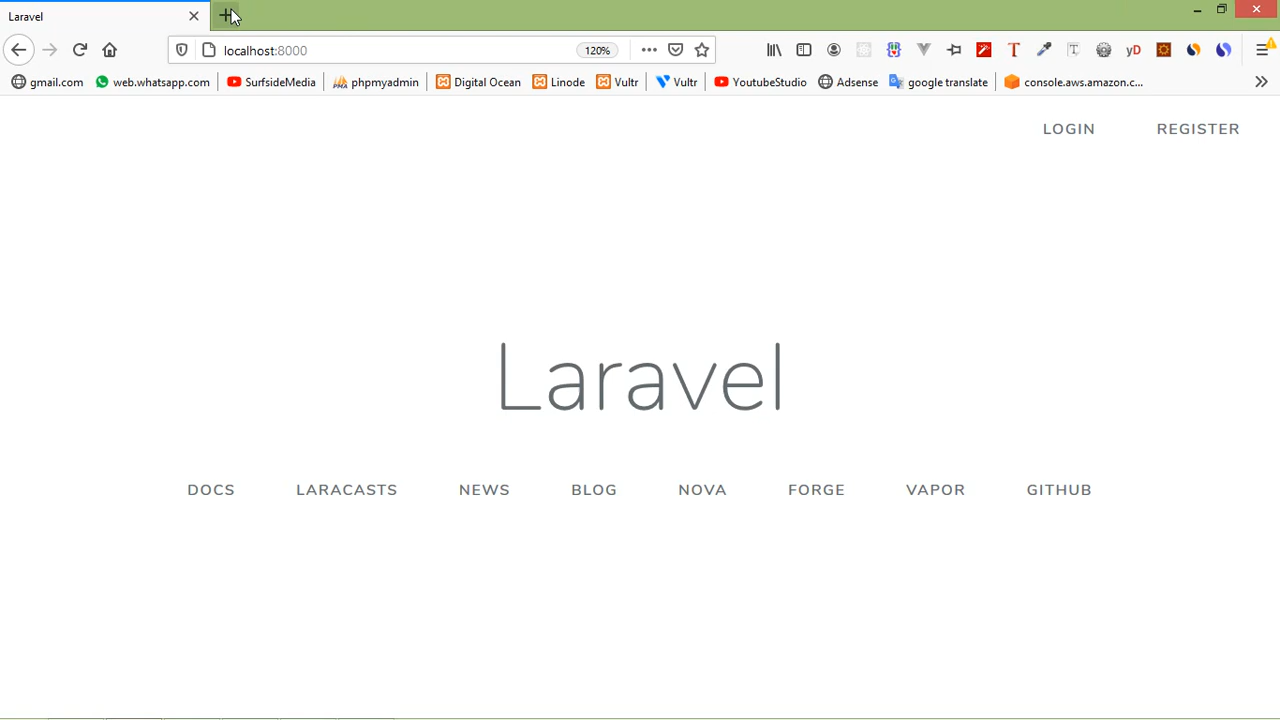 Laravel
localhost:8000 120%
gmail.com web.whatsapp.com SurfsideMedia phpmyadmin Digital Ocean Linode Vultr Vultr YoutubeStudio Adsense google translate console.aws.amazon.c...
LOGIN REGISTER
Laravel
DOCS LARACASTS NEWS BLOG NOVA FORGE VAPOR GITHUB